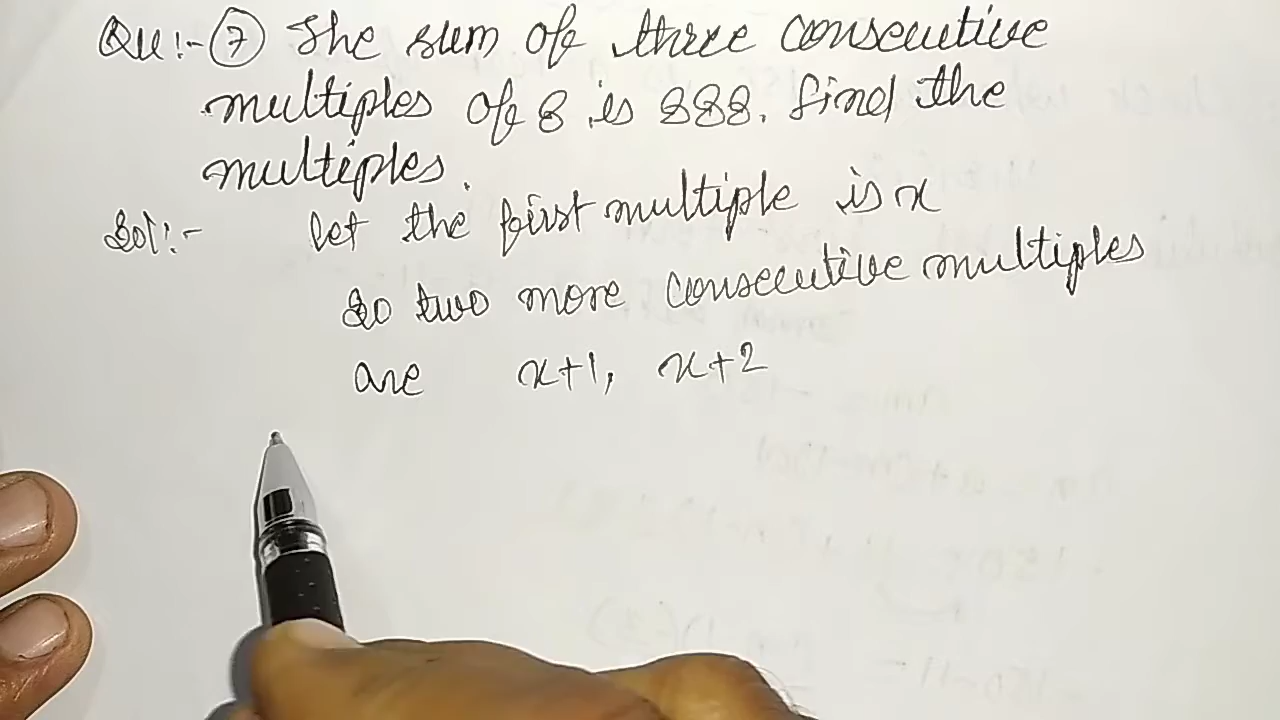 Qu:- 7 The sum of three consecutive
multiples of 8 is 888. find the
multiples.
Sol:- let the first multiple is x
So two more consecutive multiples
are x+1, x+2